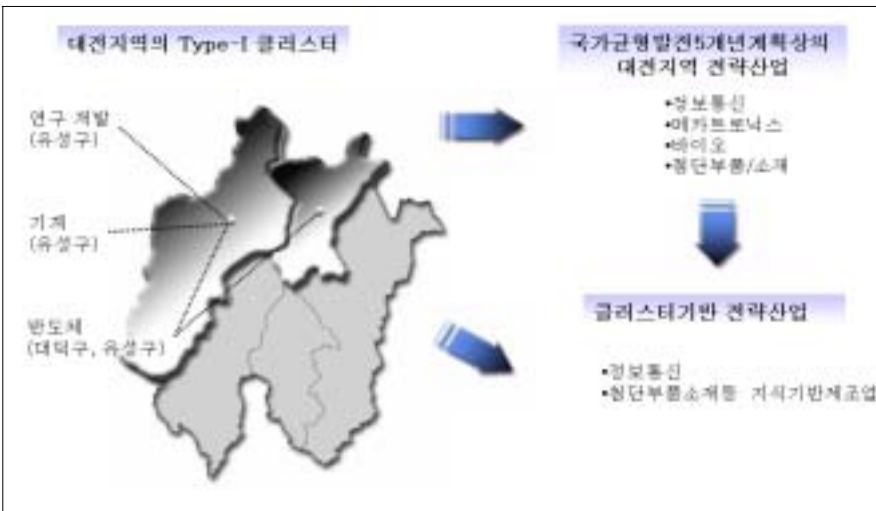 대전지역의 Type-I 클러스터
연구 개발
(유성구)
기계
(유성구)
반도체
(대덕구, 유성구)
국가균형발전5개년계획상의
대전지역 전략산업
•정보통신
•메카트로닉스
•바이오
•첨단부품/소재
클러스터기반 전략산업
•정보통신
•첨단부품소재등 지식기반제조업